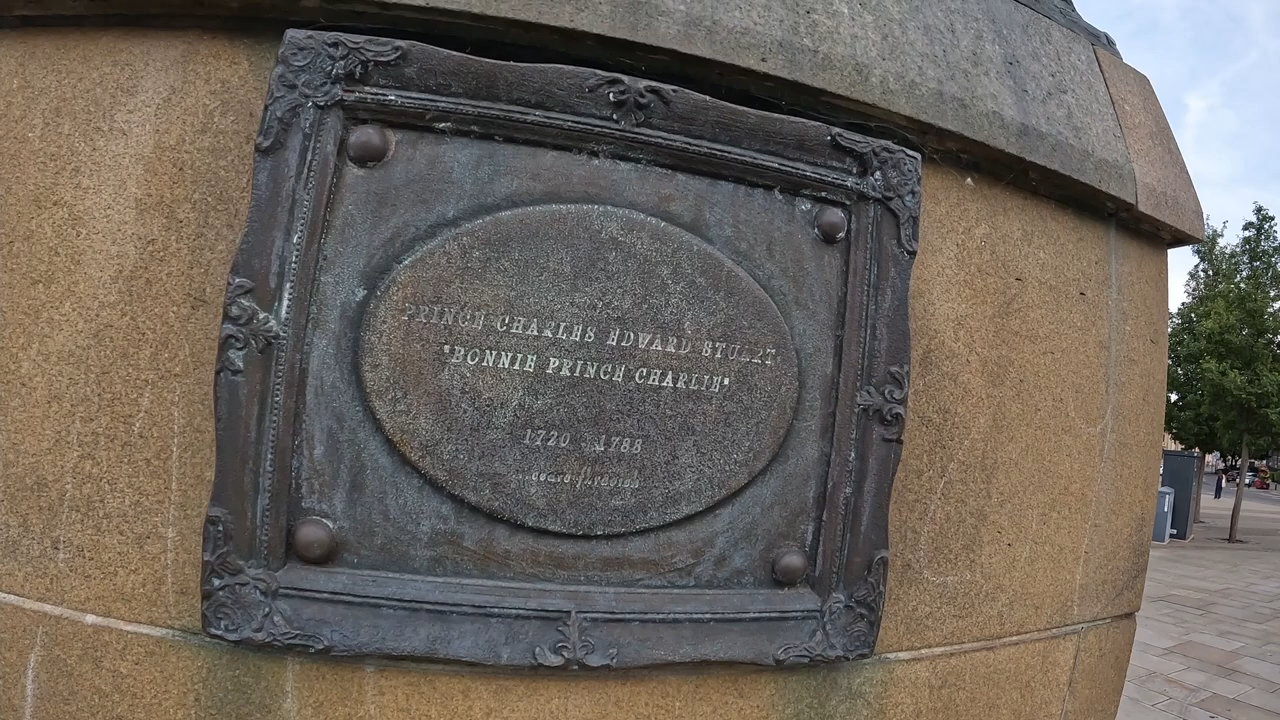 PRINCE CHARLES EDWARD STUART
"BONNIE PRINCE CHARLIE"
1720 - 1788